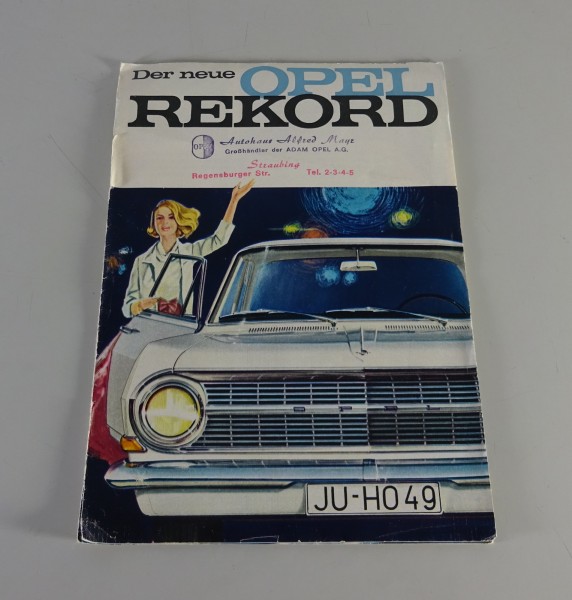 Der neue OPEL
REKORD
OPEL
Autohaus Alfred Mayr
Großhändler der ADAM OPEL A.G.
Straubing
Regensburger Str. Tel. 2-3-4-5
OPEL
JU-HO 49